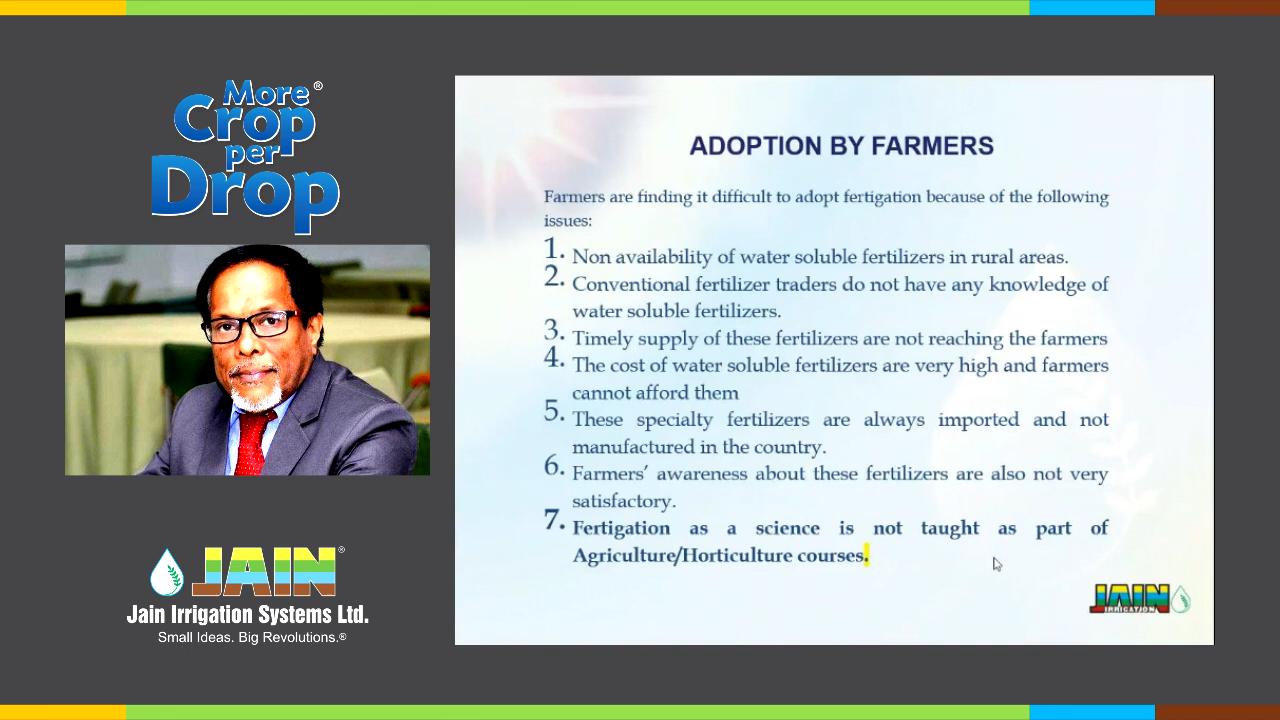 More®
Crop
per
Drop
JAIN®
Jain Irrigation Systems Ltd.
Small Ideas. Big Revolutions.®
ADOPTION BY FARMERS
Farmers are finding it difficult to adopt fertigation because of the following
issues:
1. Non availability of water soluble fertilizers in rural areas.
2. Conventional fertilizer traders do not have any knowledge of
water soluble fertilizers.
3. Timely supply of these fertilizers are not reaching the farmers
4. The cost of water soluble fertilizers are very high and farmers
cannot afford them
5. These specialty fertilizers are always imported and not
manufactured in the country.
6. Farmers’ awareness about these fertilizers are also not very
satisfactory.
7. Fertigation as a science is not taught as part of
Agriculture/Horticulture courses.
JAIN
IRRIGATION